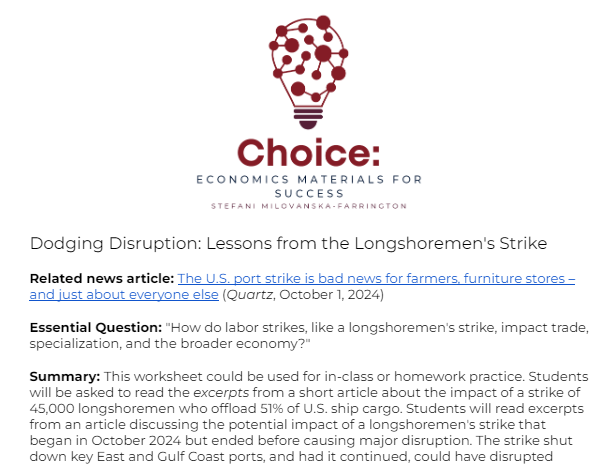 Choice:
ECONOMICS MATERIALS FOR
SUCCESS
STEFANI MILOVANSKA-FARRINGTON
Dodging Disruption: Lessons from the Longshoremen's Strike
Related news article: The U.S. port strike is bad news for farmers, furniture stores –
and just about everyone else (Quartz, October 1, 2024)
Essential Question: "How do labor strikes, like a longshoremen's strike, impact trade,
specialization, and the broader economy?"
Summary: This worksheet could be used for in-class or homework practice. Students
will be asked to read the excerpts from a short article about the impact of a strike of
45,000 longshoremen who offload 51% of U.S. ship cargo. Students will read excerpts
from an article discussing the potential impact of a longshoremen's strike that
began in October 2024 but ended before causing major disruption. The strike shut
down key East and Gulf Coast ports, and had it continued, could have disrupted